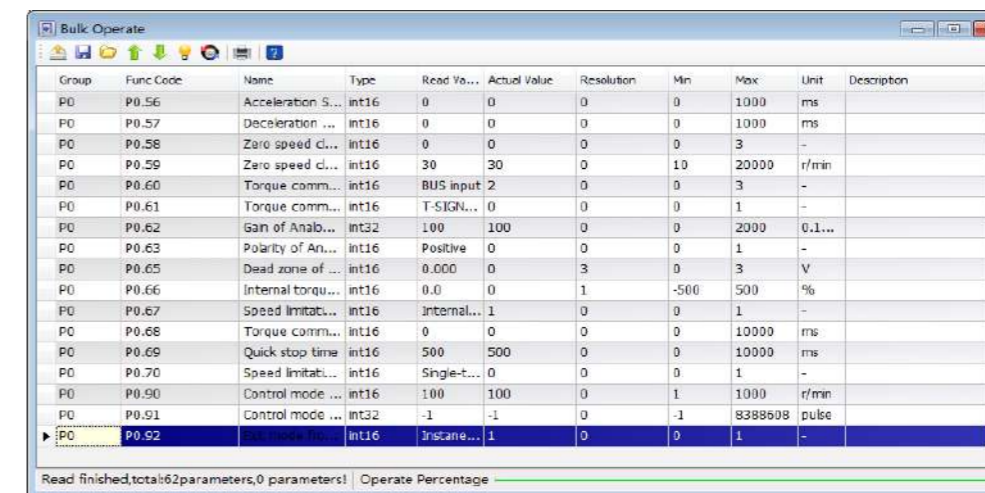 Bulk Operate
Group Func Code Name Type Read Va... Actual Value Resolution Min Max Unit Description
P0 P0.56 Acceleration S... int16 0 0 0 0 1000 ms
P0 P0.57 Deceleration ... int16 0 0 0 0 1000 ms
P0 P0.58 Zero speed cl... int16 0 0 0 0 3 -
P0 P0.59 Zero speed cl... int16 30 30 0 10 20000 r/min
P0 P0.60 Torque comm... int16 BUS input 2 0 0 3 -
P0 P0.61 Torque comm... int16 T-SIGN... 0 0 0 1 -
P0 P0.62 Gain of Analo... int32 100 100 0 0 2000 0.1...
P0 P0.63 Polarity of An... int16 Positive 0 0 0 1 -
P0 P0.65 Dead zone of ... int16 0.000 0 3 0 3 V
P0 P0.66 Internal torqu... int16 0.0 0 1 -500 500 %
P0 P0.67 Speed limitati... int16 Internal... 1 0 0 1 -
P0 P0.68 Torque comm... int16 0 0 0 0 10000 ms
P0 P0.69 Quick stop time int16 500 500 0 0 10000 ms
P0 P0.70 Speed limitati... int16 Single-t... 0 0 0 1 -
P0 P0.90 Control mode ... int16 100 100 0 1 1000 r/min
P0 P0.91 Control mode ... int32 -1 -1 0 -1 8388608 pulse
P0 P0.92 int16 Instane... 1 0 0 1 -
Read finished,total:62parameters,0 parameters! Operate Percentage